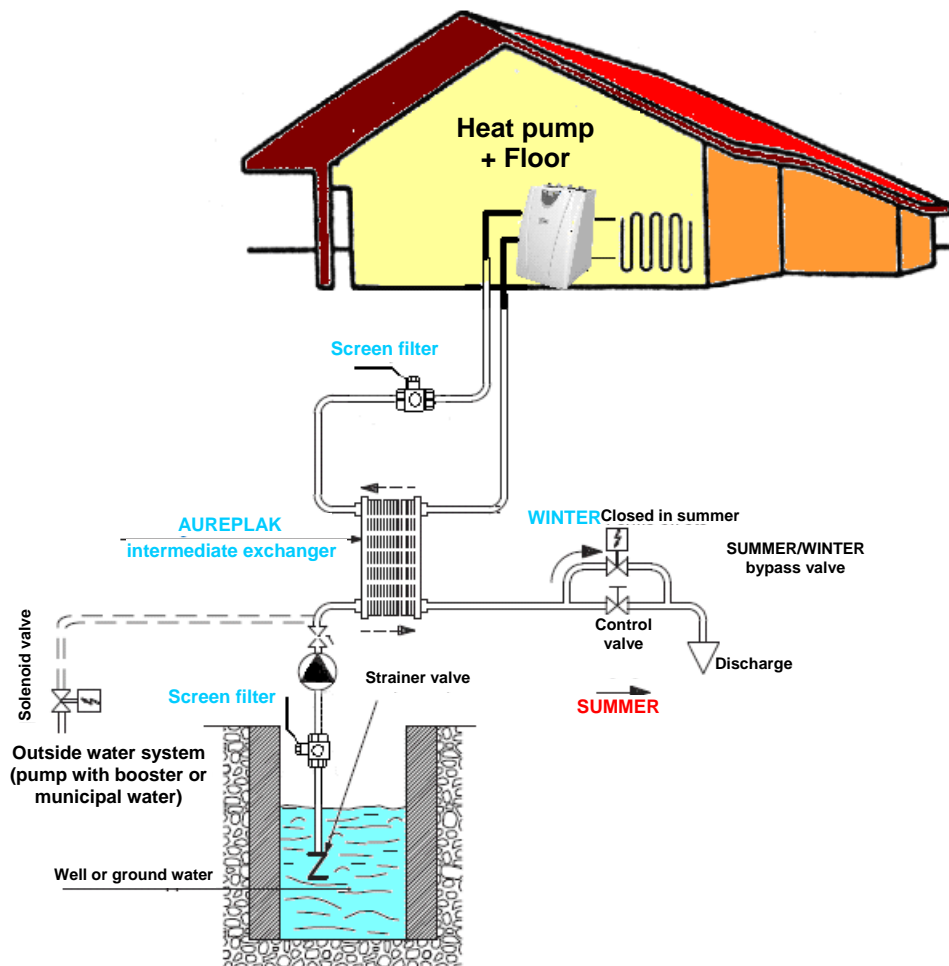 Heat pump
+ Floor
Screen filter
AUREPLAK
intermediate exchanger
WINTER Closed in summer
SUMMER/WINTER
bypass valve
Control
valve
Discharge
SUMMER
Solenoid valve
Strainer valve
Screen filter
Outside water system
(pump with booster or
municipal water)
Well or ground water